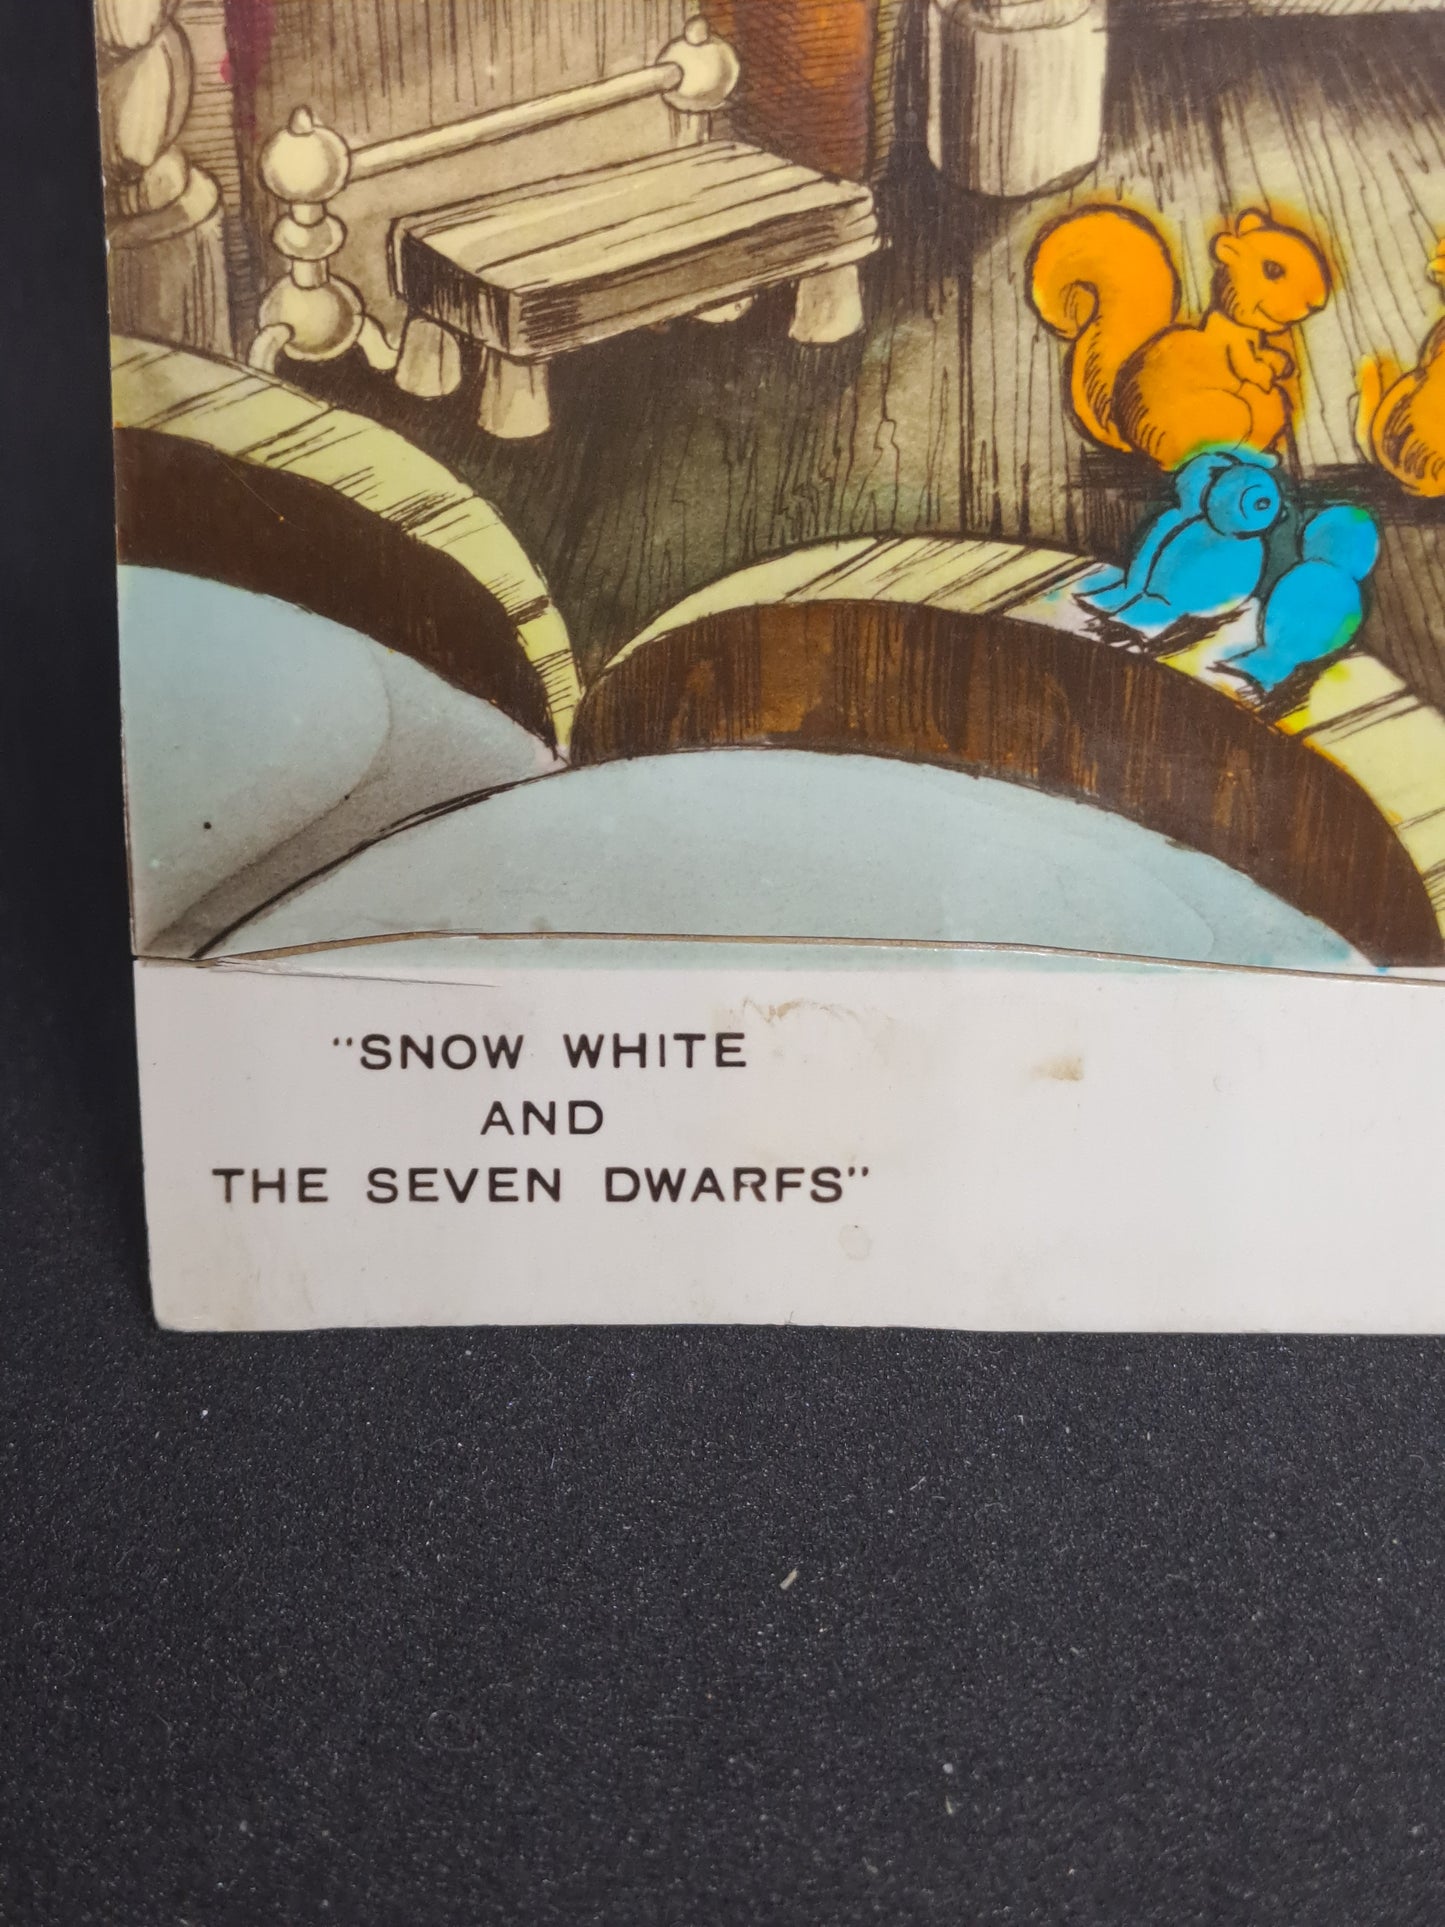 "SNOW WHITE
AND
THE SEVEN DWARFS"